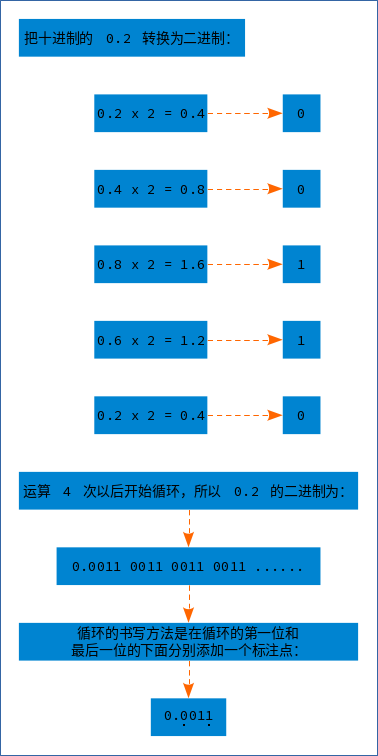 把十进制的 0.2 转换为二进制：
0.2 x 2 = 0.4 0
0.4 x 2 = 0.8 0
0.8 x 2 = 1.6 1
0.6 x 2 = 1.2 1
0.2 x 2 = 0.4 0
运算 4 次以后开始循环，所以 0.2 的二进制为：
0.0011 0011 0011 0011 ......
循环的书写方法是在循环的第一位和
最后一位的下面分别添加一个标注点：
0.0̣011̣